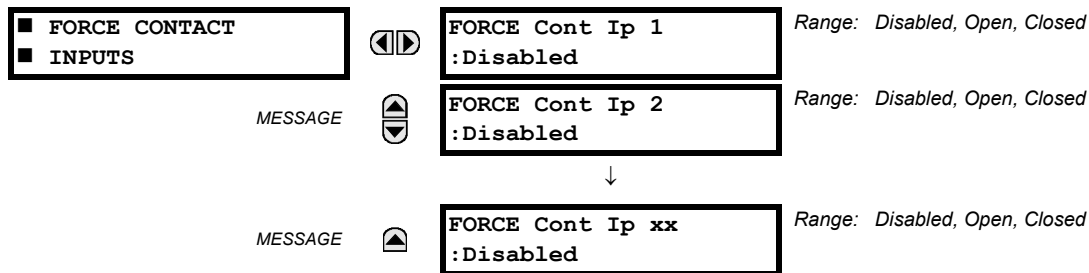 ■ FORCE CONTACT
■ INPUTS
FORCE Cont Ip 1
:Disabled
Range: Disabled, Open, Closed
MESSAGE
FORCE Cont Ip 2
:Disabled
Range: Disabled, Open, Closed
↓
MESSAGE
FORCE Cont Ip xx
:Disabled
Range: Disabled, Open, Closed